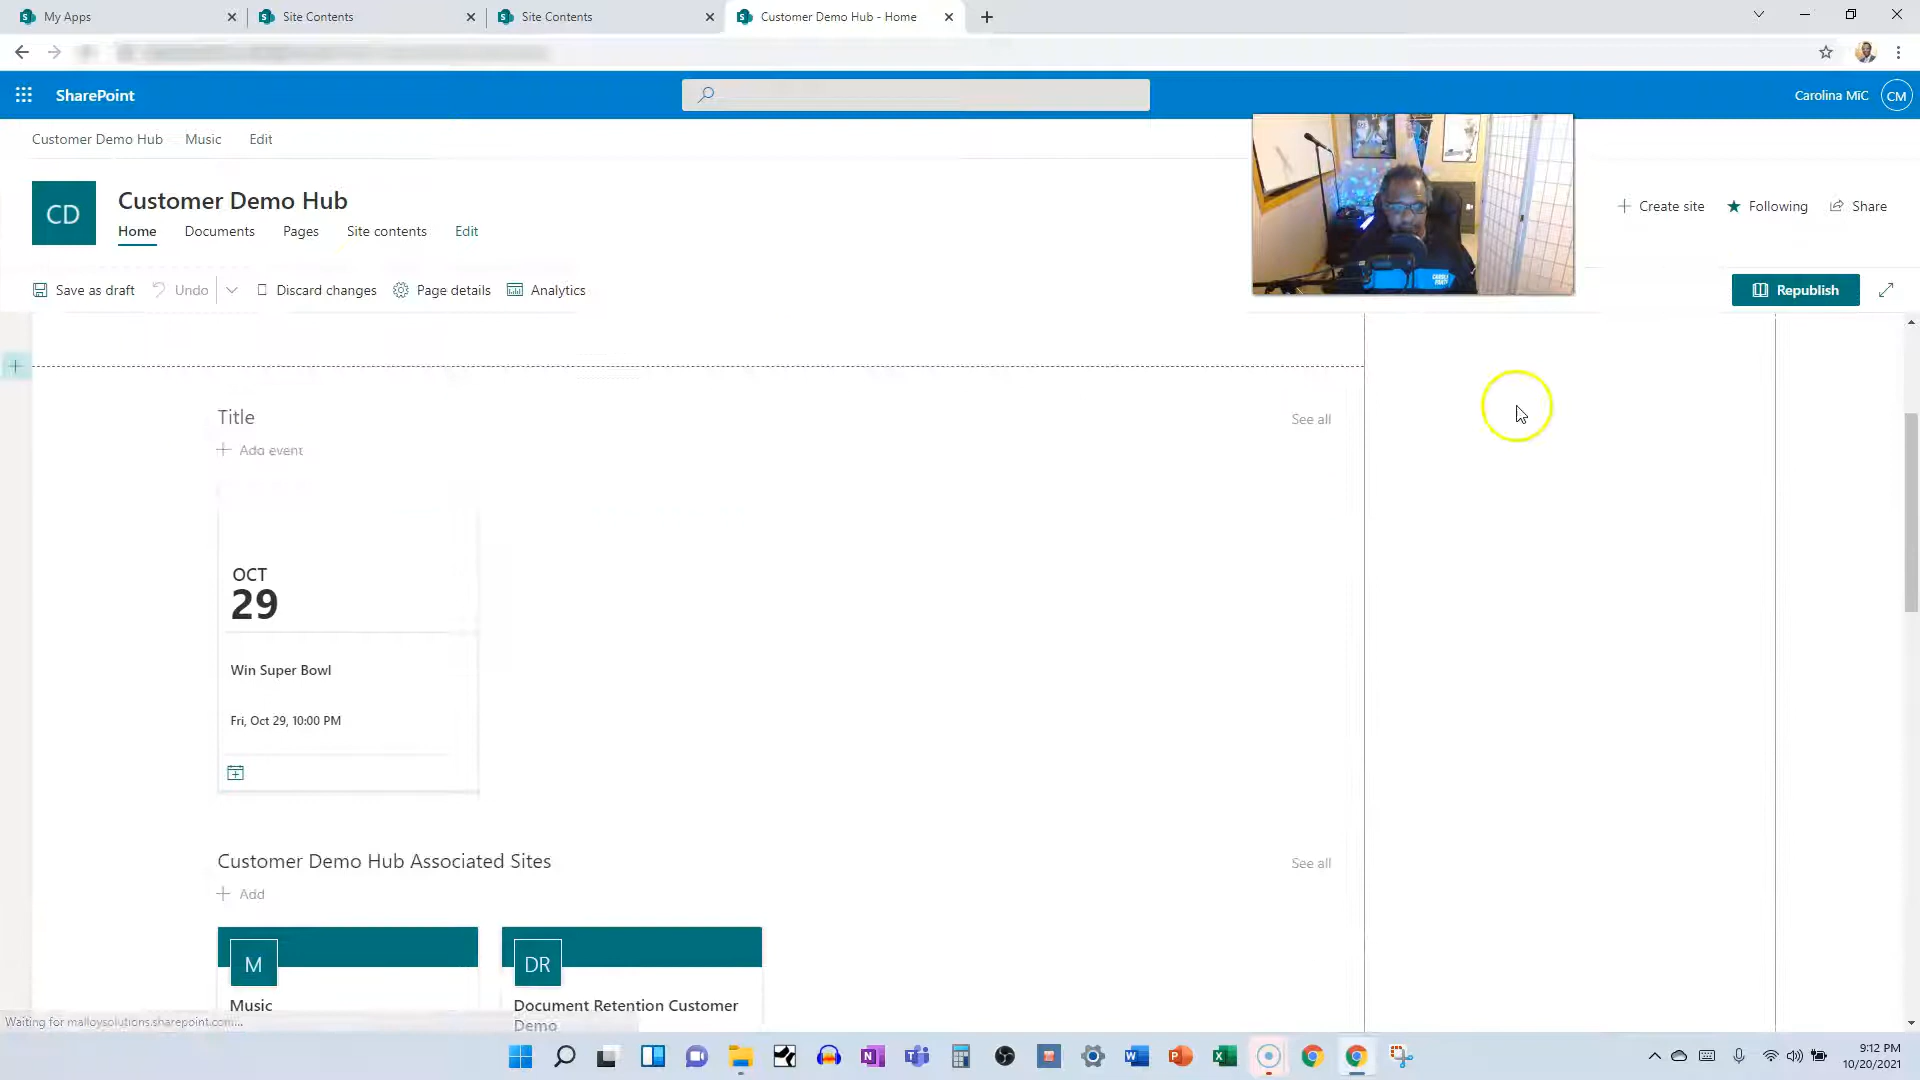 My Apps
Site Contents
Site Contents
Customer Demo Hub - Home
SharePoint
Carolina MiC
CM
Customer Demo Hub
Music
Edit
CD
Customer Demo Hub
Home
Documents
Pages
Site contents
Edit
Create site
Following
Share
Save as draft
Undo
Discard changes
Page details
Analytics
Republish
Title
See all
Add event
OCT
29
Win Super Bowl
Fri, Oct 29, 10:00 PM
Customer Demo Hub Associated Sites
See all
Add
M
Music
DR
Document Retention Customer
Demo
Waiting for malloysolutions.sharepoint.com...
9:12 PM
10/20/2021